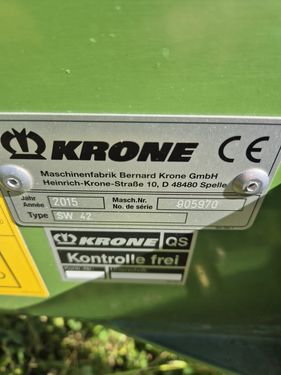 KRONE CE
Maschinenfabrik Bernard Krone GmbH
Heinrich-Krone-Straße 10, D 48480 Spelle
Jahr Année 2015 Masch.Nr. No. de série 905970
Type SW 42
KRONE QS
Kontrolle frei